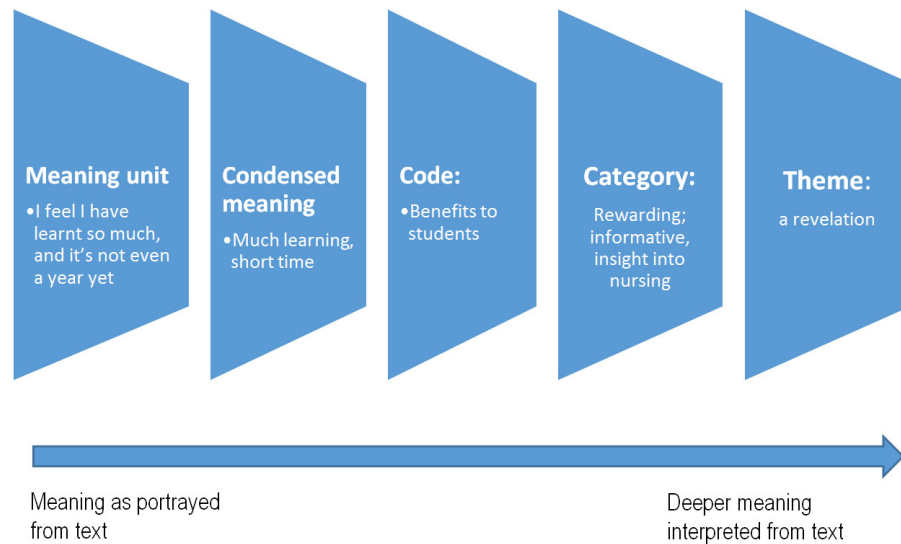 Meaning unit
•I feel I have
learnt so much,
and it's not even
a year yet
Condensed
meaning
•Much learning,
short time
Code:
•Benefits to
students
Category:
Rewarding;
informative,
insight into
nursing
Theme:
a revelation
Meaning as portrayed
from text
Deeper meaning
interpreted from text